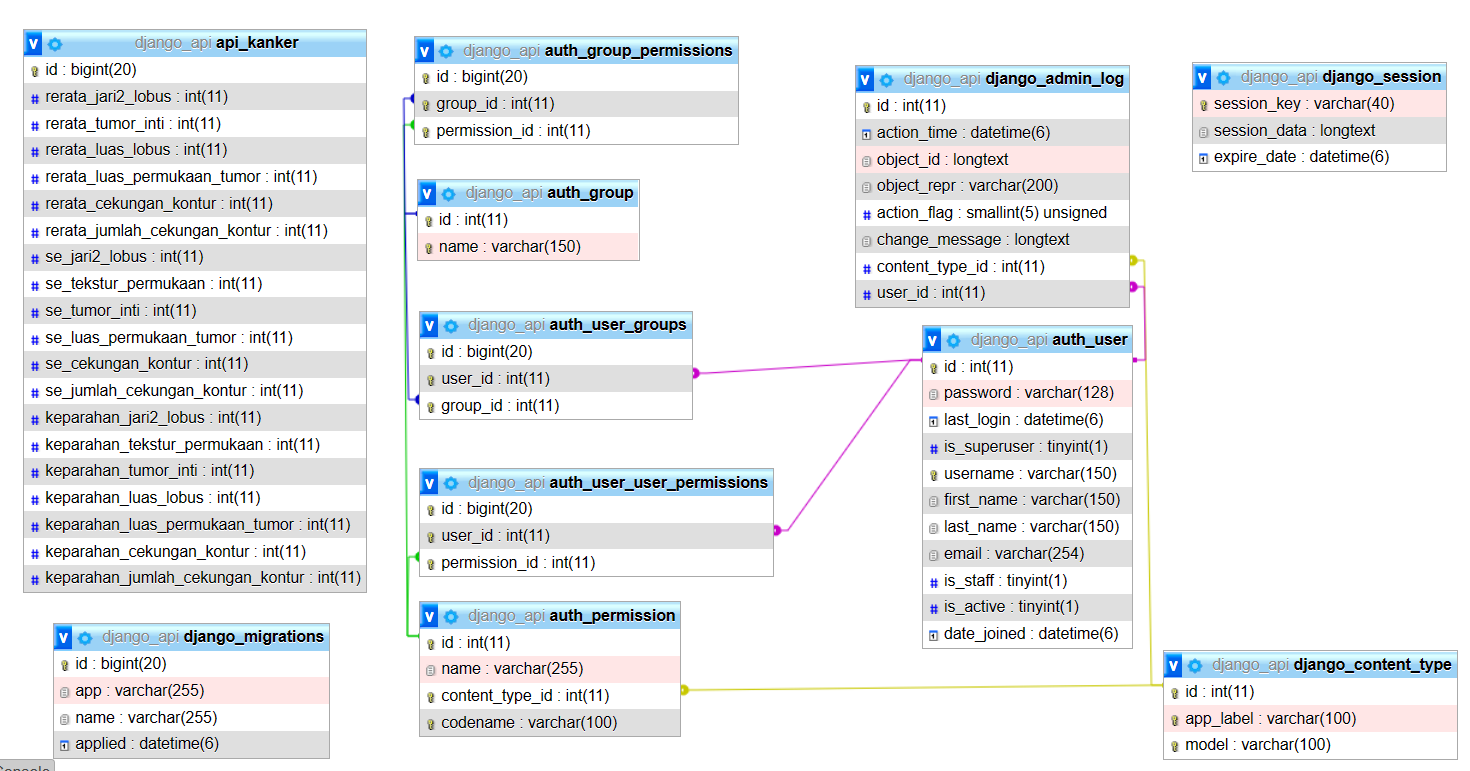 django_api api_kanker
id : bigint(20)
rerata_jari2_lobus : int(11)
rerata_tumor_inti : int(11)
rerata_luas_lobus : int(11)
rerata_luas_permukaan_tumor : int(11)
rerata_cekungan_kontur : int(11)
rerata_jumlah_cekungan_kontur : int(11)
se_jari2_lobus : int(11)
se_tekstur_permukaan : int(11)
se_tumor_inti : int(11)
se_luas_permukaan_tumor : int(11)
se_cekungan_kontur : int(11)
se_jumlah_cekungan_kontur : int(11)
keparahan_jari2_lobus : int(11)
keparahan_tekstur_permukaan : int(11)
keparahan_tumor_inti : int(11)
keparahan_luas_lobus : int(11)
keparahan_luas_permukaan_tumor : int(11)
keparahan_cekungan_kontur : int(11)
keparahan_jumlah_cekungan_kontur : int(11)
django_api django_migrations
id : bigint(20)
app : varchar(255)
name : varchar(255)
applied : datetime(6)
django_api auth_group_permissions
id : bigint(20)
group_id : int(11)
permission_id : int(11)
django_api auth_group
id : int(11)
name : varchar(150)
django_api auth_user_groups
id : bigint(20)
user_id : int(11)
group_id : int(11)
django_api auth_user_user_permissions
id : bigint(20)
user_id : int(11)
permission_id : int(11)
django_api auth_permission
id : int(11)
name : varchar(255)
content_type_id : int(11)
codename : varchar(100)
django_api django_admin_log
id : int(11)
action_time : datetime(6)
object_id : longtext
object_repr : varchar(200)
action_flag : smallint(5) unsigned
change_message : longtext
content_type_id : int(11)
user_id : int(11)
django_api auth_user
id : int(11)
password : varchar(128)
last_login : datetime(6)
is_superuser : tinyint(1)
username : varchar(150)
first_name : varchar(150)
last_name : varchar(150)
email : varchar(254)
is_staff : tinyint(1)
is_active : tinyint(1)
date_joined : datetime(6)
django_api django_session
session_key : varchar(40)
session_data : longtext
expire_date : datetime(6)
django_api django_content_type
id : int(11)
app_label : varchar(100)
model : varchar(100)